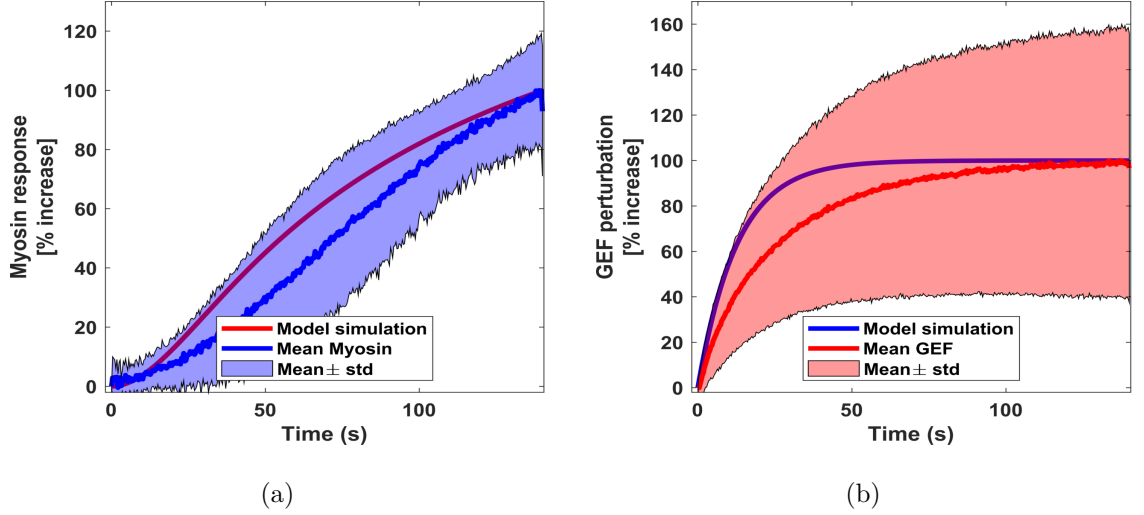 120
100
80
60
40
20
0
Myosin response
[% increase]
Model simulation
Mean Myosin
Mean ± std
0
50
100
Time (s)
(a)
160
140
120
100
80
60
40
20
0
GEF perturbation
[% increase]
Model simulation
Mean GEF
Mean ± std
0
50
100
Time (s)
(b)